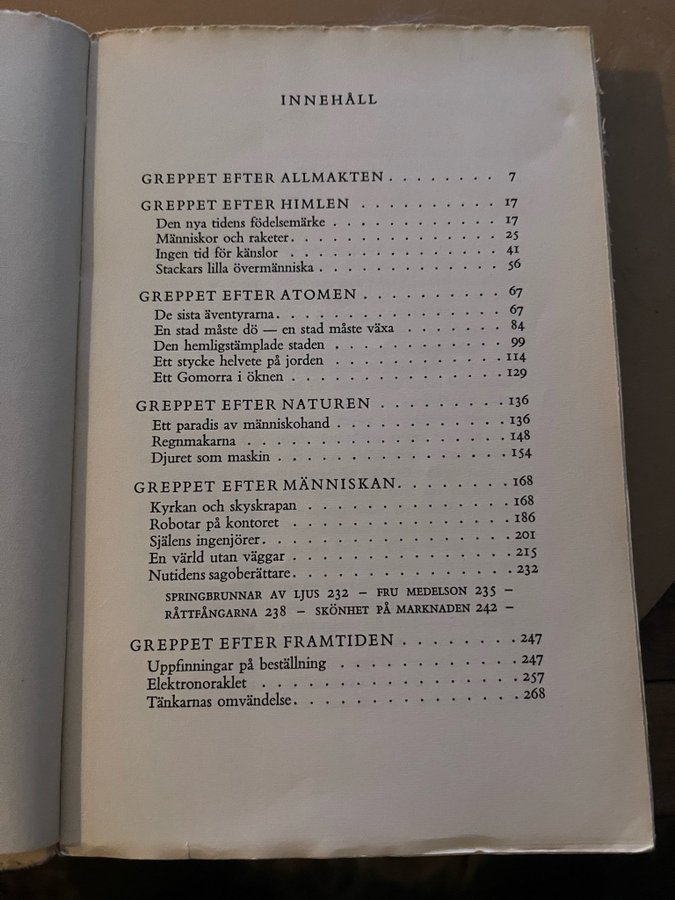 INNEHÅLL
GREPPET EFTER ALLMAKTEN . . . . . . . . 7
GREPPET EFTER HIMLEN . . . . . . . . . . 17
Den nya tidens födelsemärke . . . . . . . . . . . . 17
Människor och raketer . . . . . . . . . . . . . . 25
Ingen tid för känslor . . . . . . . . . . . . . . 41
Stackars lilla övermänniska . . . . . . . . . . . . . 56
GREPPET EFTER ATOMEN . . . . . . . . . . 67
De sista äventyrarna . . . . . . . . . . . . . . . 67
En stad måste dö — en stad måste växa . . . . . . . . 84
Den hemligstämplade staden . . . . . . . . . . . . 99
Ett stycke helvete på jorden . . . . . . . . . . . . 114
Ett Gomorra i öknen . . . . . . . . . . . . . . . 129
GREPPET EFTER NATUREN . . . . . . . . . 136
Ett paradis av människohand . . . . . . . . . . . . 136
Regnmakarna . . . . . . . . . . . . . . . . . . 148
Djuret som maskin . . . . . . . . . . . . . . . . 154
GREPPET EFTER MÄNNISKAN . . . . . . . . 168
Kyrkan och skyskrapan . . . . . . . . . . . . . . 168
Robotar på kontoret . . . . . . . . . . . . . . . 186
Själens ingenjörer . . . . . . . . . . . . . . . . 201
En värld utan väggar . . . . . . . . . . . . . . . 215
Nutidens sagoberättare . . . . . . . . . . . . . . 232
SPRINGBRUNNAR AV LJUS 232 — FRU MEDELSON 235 —
RÅTTFÅNGARNA 238 — SKÖNHET PÅ MARKNADEN 242 —
GREPPET EFTER FRAMTIDEN . . . . . . . . 247
Uppfinningar på beställning . . . . . . . . . . . . 247
Elektronoraklet . . . . . . . . . . . . . . . . . 257
Tänkarnas omvändelse . . . . . . . . . . . . . . . 268